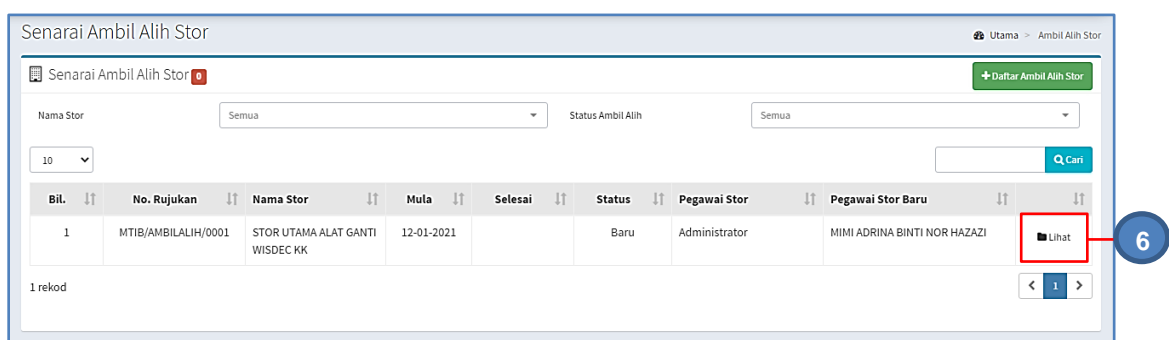 Senarai Ambil Alih Stor
Utama > Ambil Alih Stor
Senarai Ambil Alih Stor 0
+ Daftar Ambil Alih Stor
Nama Stor Semua Status Ambil Alih Semua
10 Cari
Bil. No. Rujukan Nama Stor Mula Selesai Status Pegawai Stor Pegawai Stor Baru
1 MTIB/AMBILALIH/0001 STOR UTAMA ALAT GANTI 12-01-2021 Baru Administrator MIMI ADRINA BINTI NOR HAZAZI Lihat
WISDEC KK
6
1 rekod < 1 >